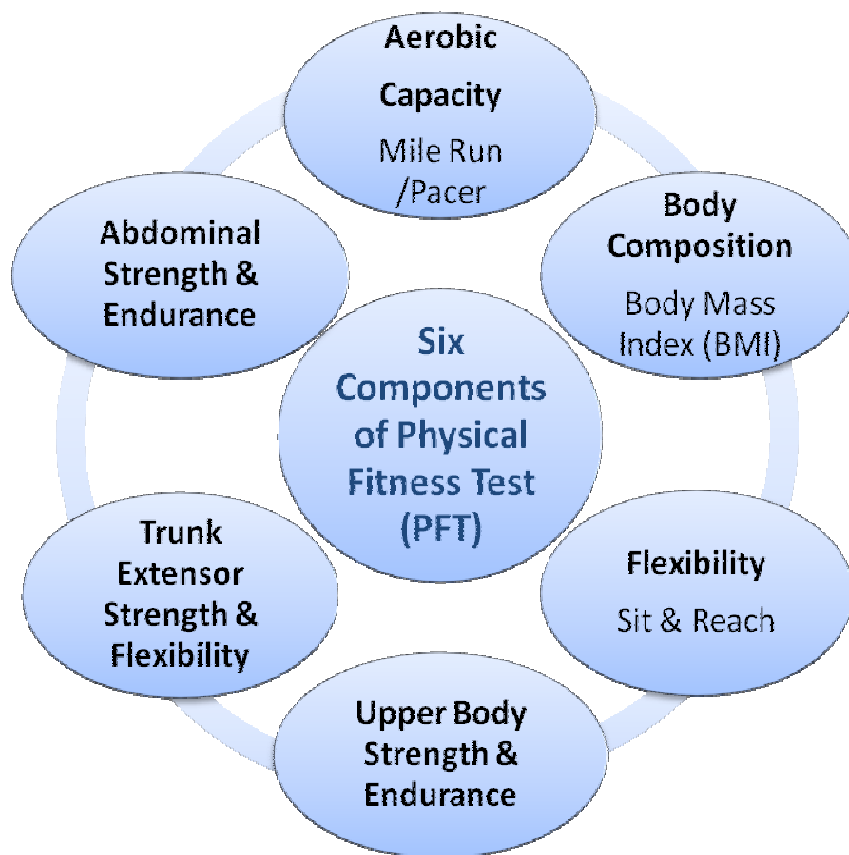 Aerobic
Capacity
Mile Run
/Pacer
Body
Composition
Body Mass
Index (BMI)
Flexibility
Sit & Reach
Upper Body
Strength &
Endurance
Trunk
Extensor
Strength &
Flexibility
Abdominal
Strength &
Endurance
Six
Components
of Physical
Fitness Test
(PFT)